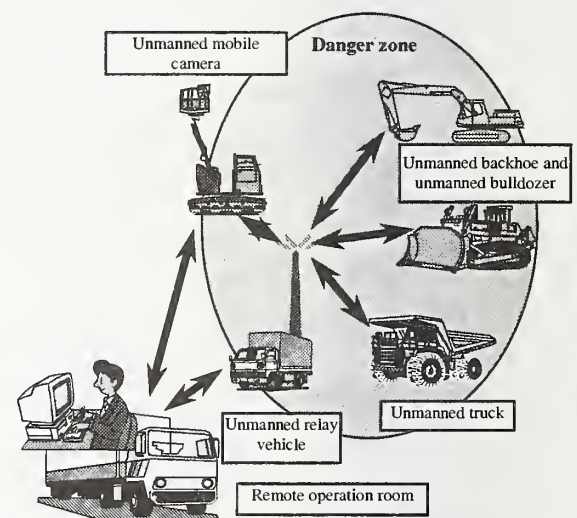 Unmanned mobile
camera
Danger zone
Unmanned backhoe and
unmanned bulldozer
Unmanned truck
Unmanned relay
vehicle
Remote operation room